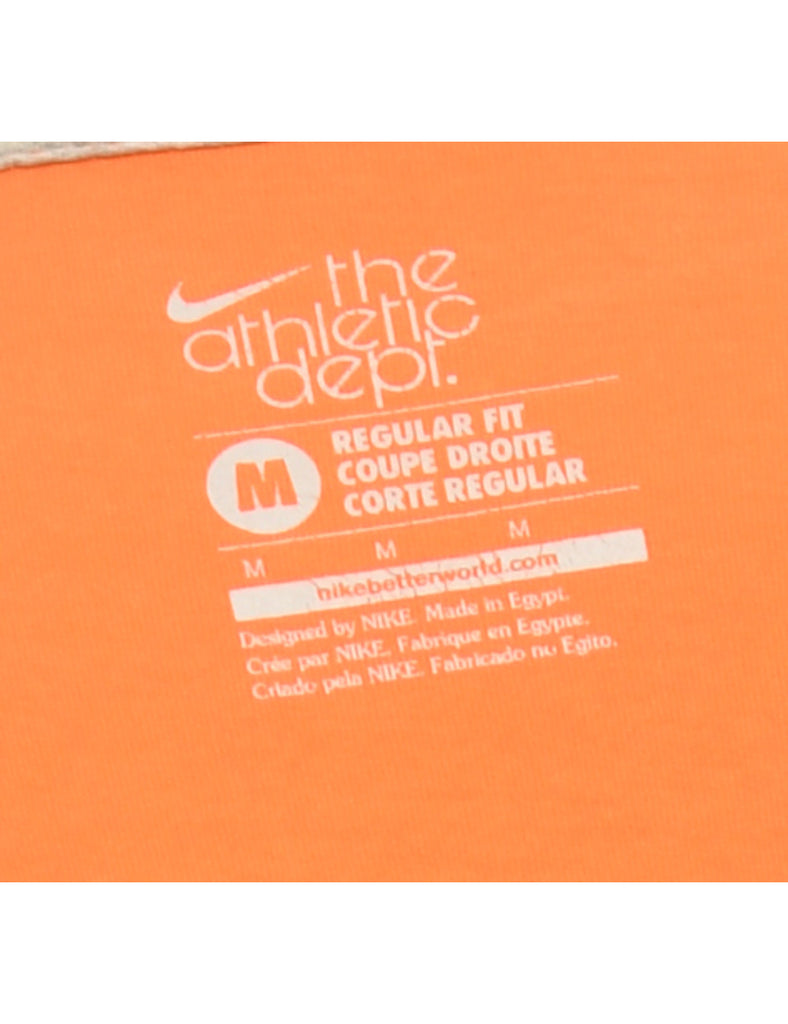 the
athletic
dept.
M
REGULAR FIT
COUPE DROITE
CORTE REGULAR
M M M
nikebetterworld.com
Designed by NIKE. Made in Egypt.
Crée par NIKE. Fabrique en Egypte.
Criado pela NIKE. Fabricado no Egito.